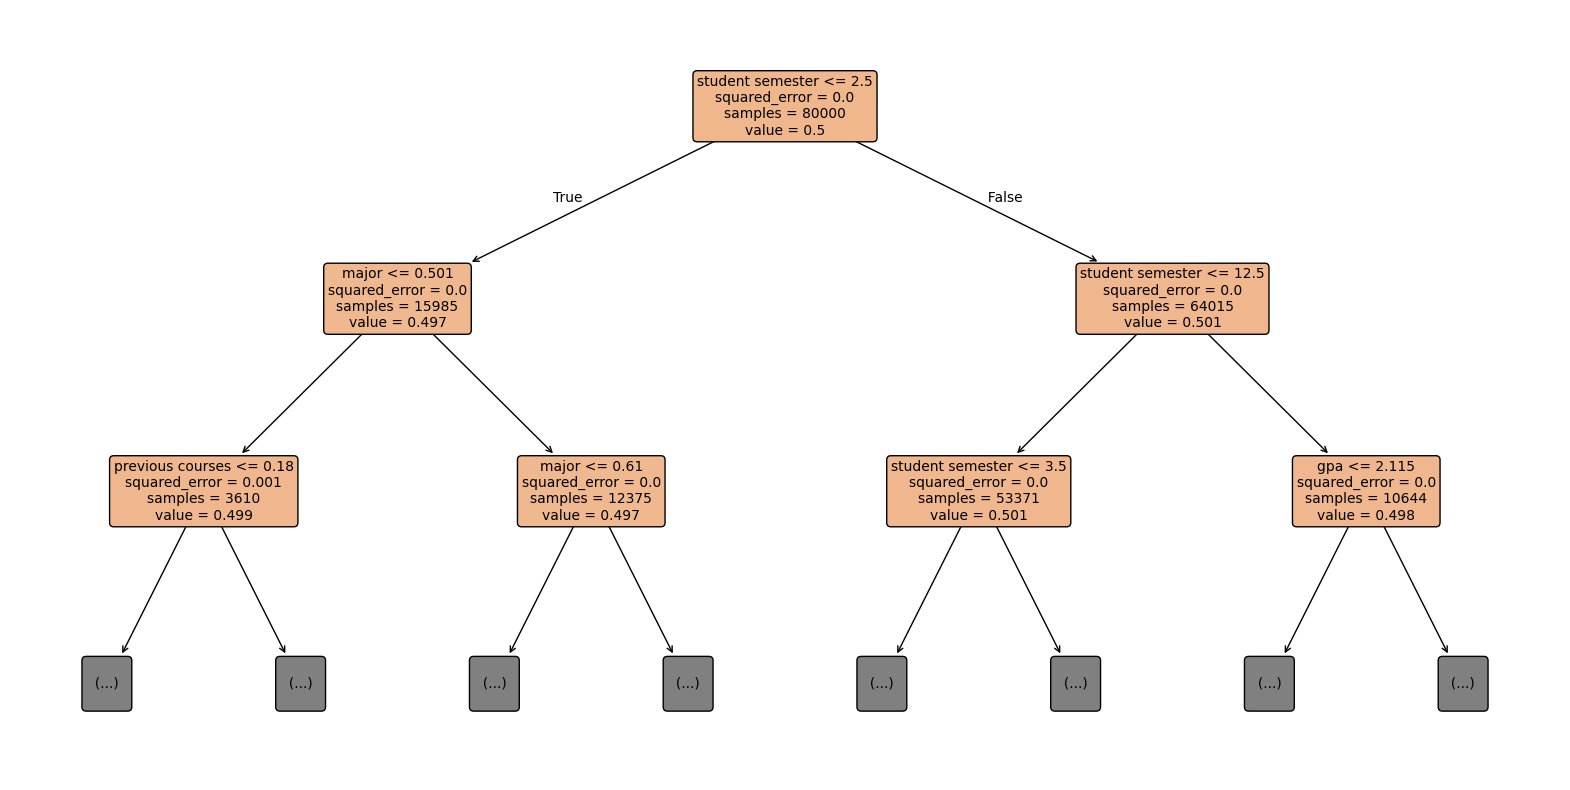 student semester <= 2.5
squared_error = 0.0
samples = 80000
value = 0.5
True
False
major <= 0.501
squared_error = 0.0
samples = 15985
value = 0.497
student semester <= 12.5
squared_error = 0.0
samples = 64015
value = 0.501
previous courses <= 0.18
squared_error = 0.001
samples = 3610
value = 0.499
major <= 0.61
squared_error = 0.0
samples = 12375
value = 0.497
student semester <= 3.5
squared_error = 0.0
samples = 53371
value = 0.501
gpa <= 2.115
squared_error = 0.0
samples = 10644
value = 0.498
(...)
(...)
(...)
(...)
(...)
(...)
(...)
(...)